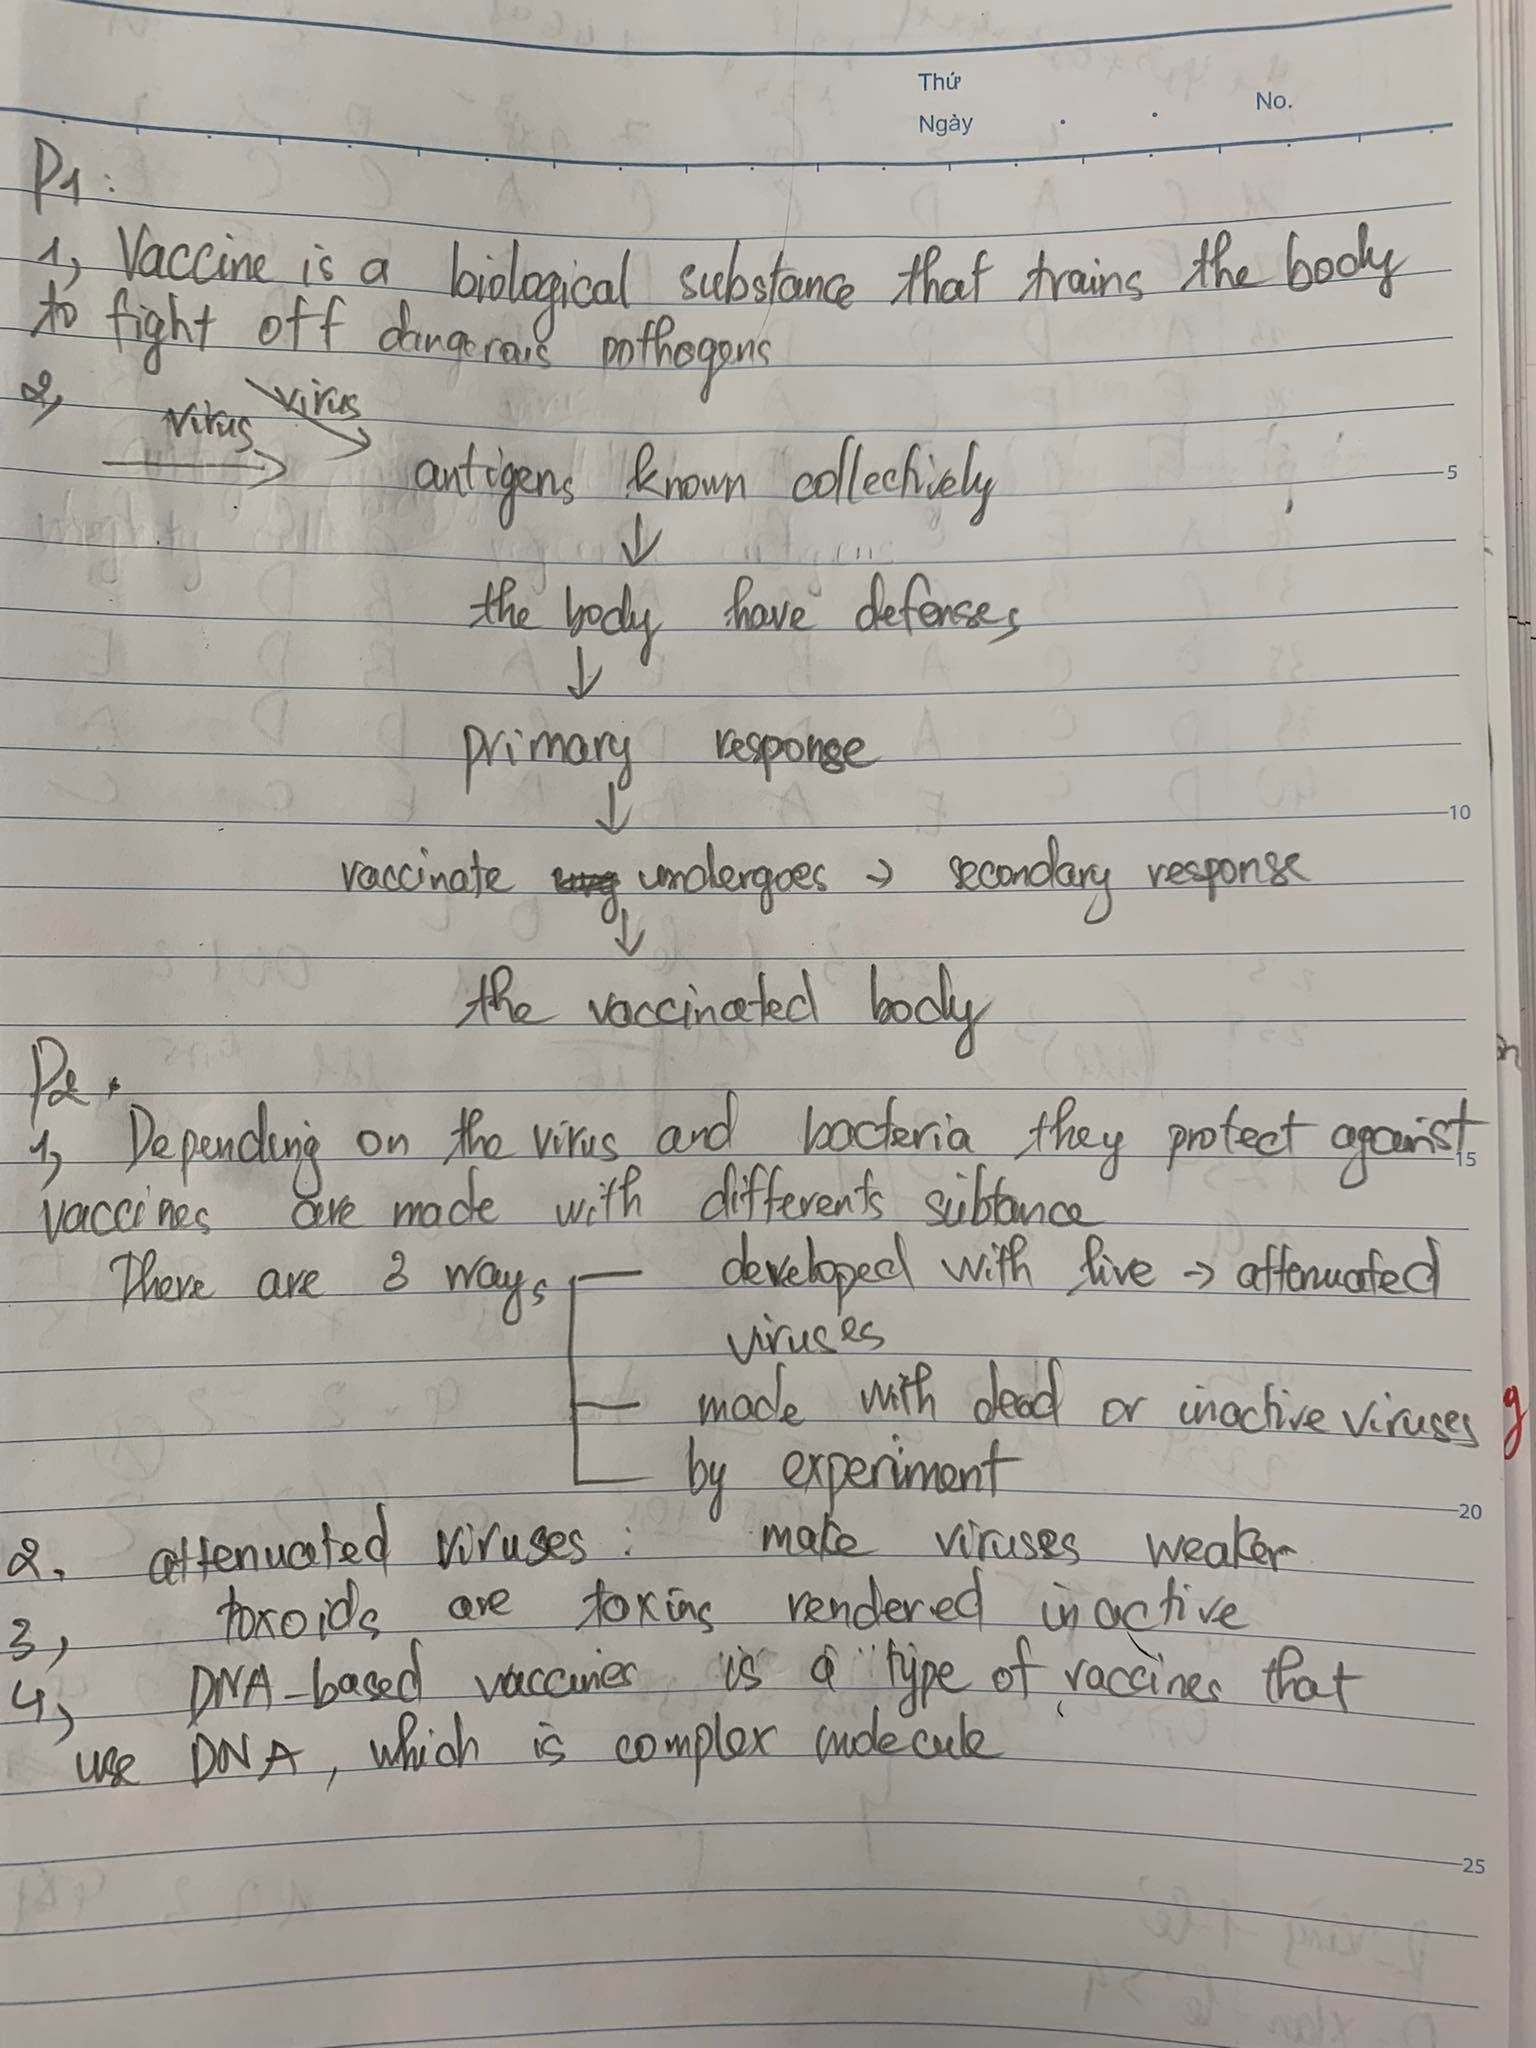 Thứ
Ngày
No.
P1:
1, Vaccine is a biological substance that trains the body
to fight off dangerous pathogens
2,
virus virus
antigens known collectively
5
↓
the body have defenses
↓
primary response
↓
10
vaccinate undergoes → secondary response
↓
the vaccinated body
P2.
1, Depending on the virus and bacteria they protect against
15
vaccines are made with differents subtance
There are 3 ways
developed with live → attenuated
viruses
made with dead or inactive viruses
g
by experiment
20
2. attenuated viruses : make viruses weaker
3, toxoids are toxins rendered inactive
4, DNA-based vaccines is a type of vaccines that
use DNA, which is complex molecule
25